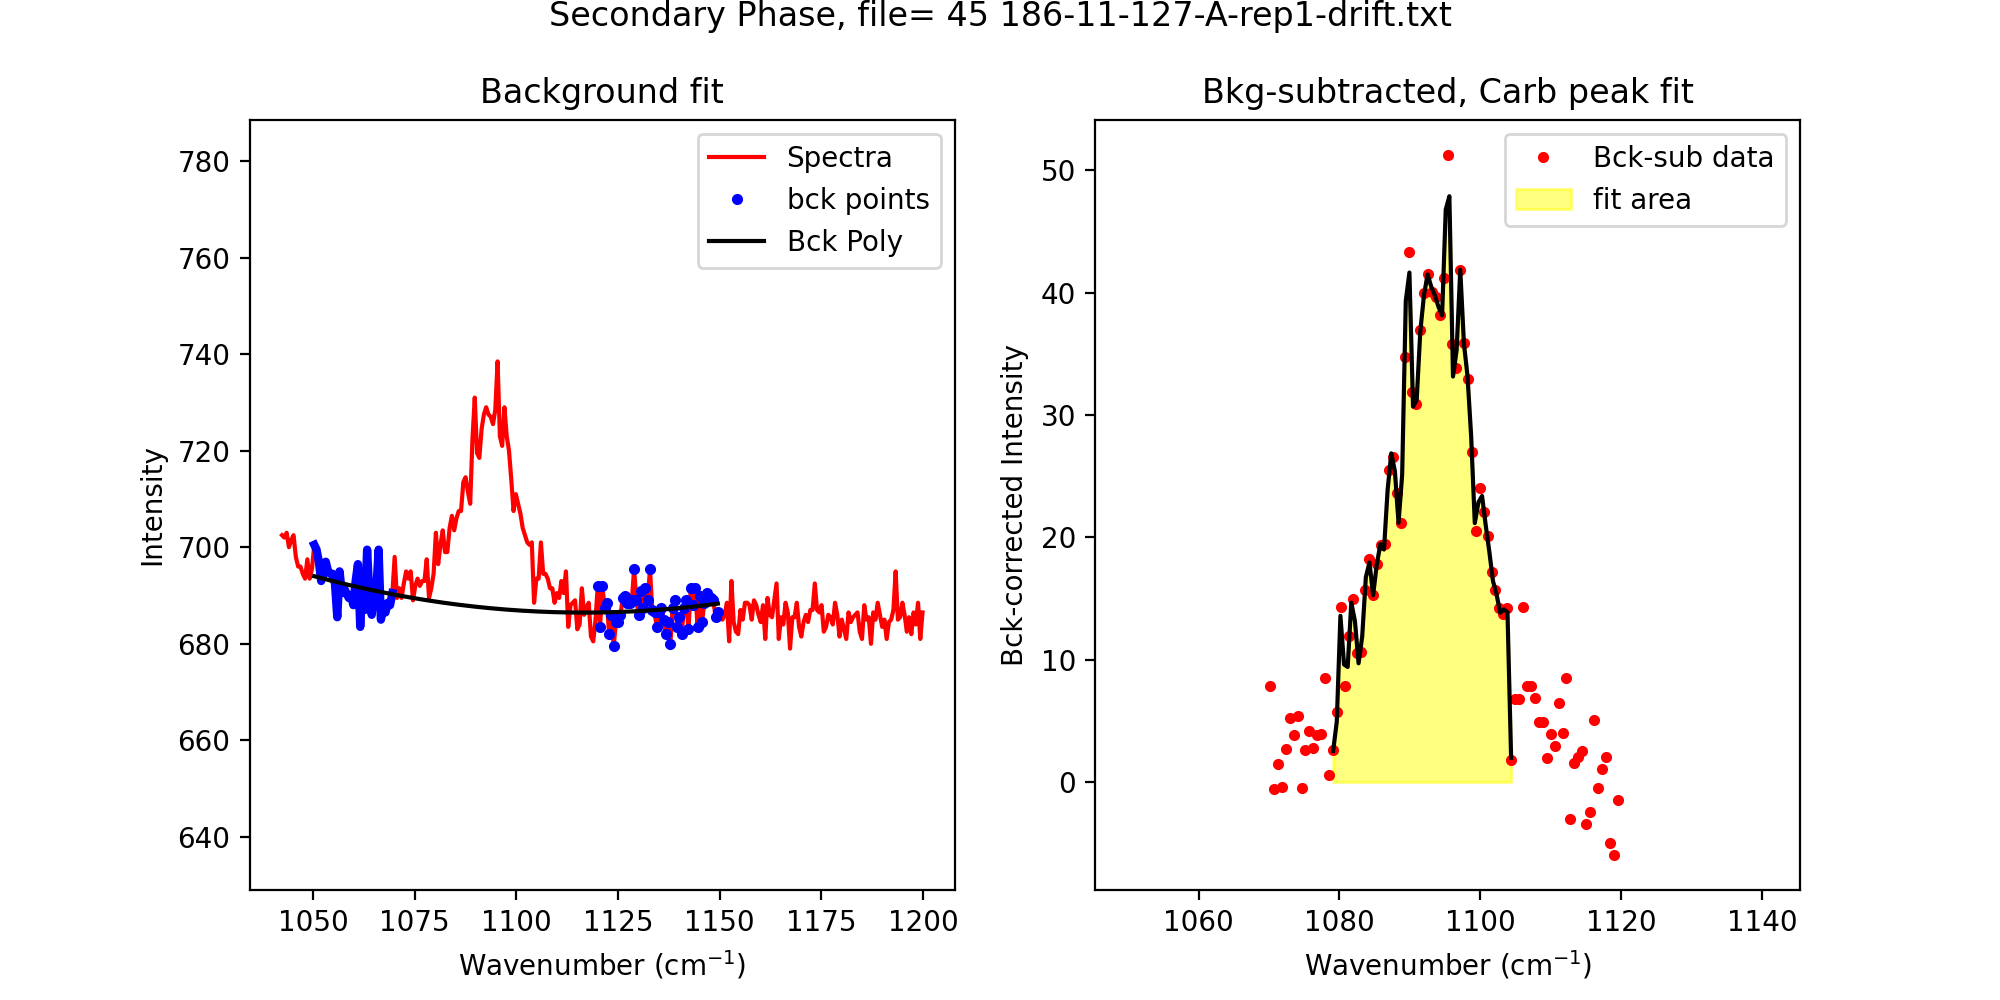 Secondary Phase, file= 45 186-11-127-A-rep1-drift.txt
Background fit
Spectra
bck points
Bck Poly
780
760
740
720
700
680
660
640
Intensity
1050 1075 1100 1125 1150 1175 1200
Wavenumber (cm⁻¹)
Bkg-subtracted, Carb peak fit
Bck-sub data
fit area
50
40
30
20
10
0
Bck-corrected Intensity
1060 1080 1100 1120 1140
Wavenumber (cm⁻¹)